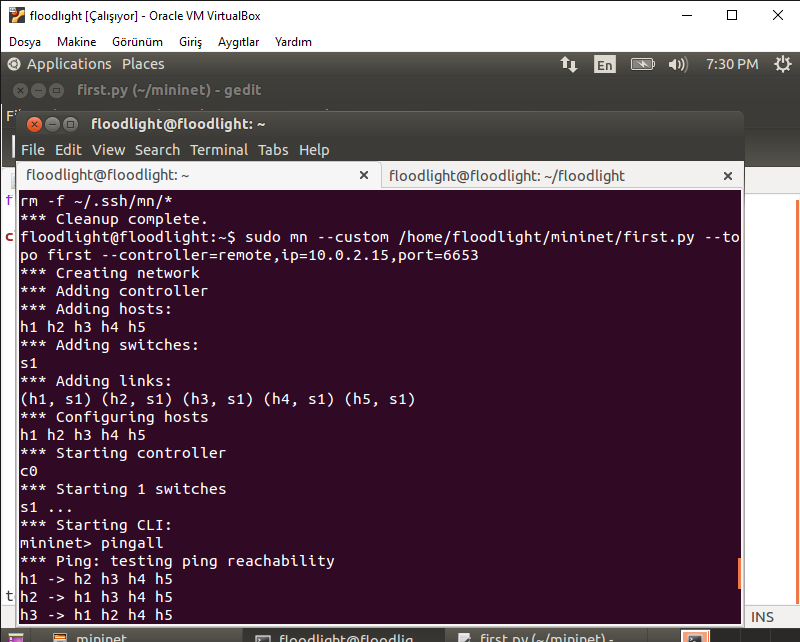 floodlıght [Çalışıyor] - Oracle VM VirtualBox
Dosya Makine Görünüm Giriş Aygıtlar Yardım
Applications Places En 7:30 PM
first.py (~/mininet) - gedit
floodlight@floodlight: ~
File Edit View Search Terminal Tabs Help
floodlight@floodlight: ~ floodlight@floodlight: ~/floodlight
rm -f ~/.ssh/mn/*
*** Cleanup complete.
floodlight@floodlight:~$ sudo mn --custom /home/floodlight/mininet/first.py --to
po first --controller=remote,ip=10.0.2.15,port=6653
*** Creating network
*** Adding controller
*** Adding hosts:
h1 h2 h3 h4 h5
*** Adding switches:
s1
*** Adding links:
(h1, s1) (h2, s1) (h3, s1) (h4, s1) (h5, s1)
*** Configuring hosts
h1 h2 h3 h4 h5
*** Starting controller
c0
*** Starting 1 switches
s1 ...
*** Starting CLI:
mininet> pingall
*** Ping: testing ping reachability
h1 -> h2 h3 h4 h5
h2 -> h1 h3 h4 h5
h3 -> h1 h2 h4 h5
INS
mininet floodlight@floodlig first.py (~/mininet) -